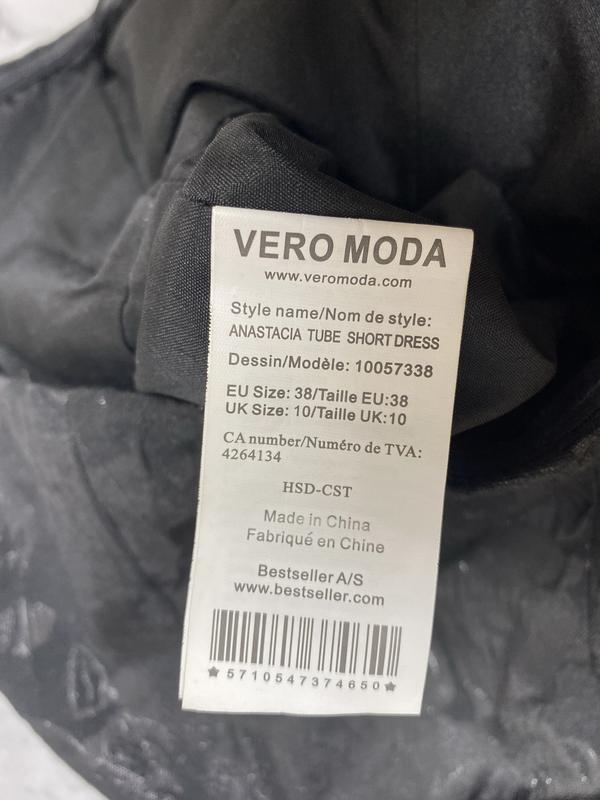 VERO MODA
www.veromoda.com
Style name/Nom de style:
ANASTACIA TUBE SHORT DRESS
Dessin/Modèle: 10057338
EU Size: 38/Taille EU:38
UK Size: 10/Taille UK:10
CA number/Numéro de TVA:
4264134
HSD-CST
Made in China
Fabriqué en Chine
Bestseller A/S
www.bestseller.com
★5710547374650★